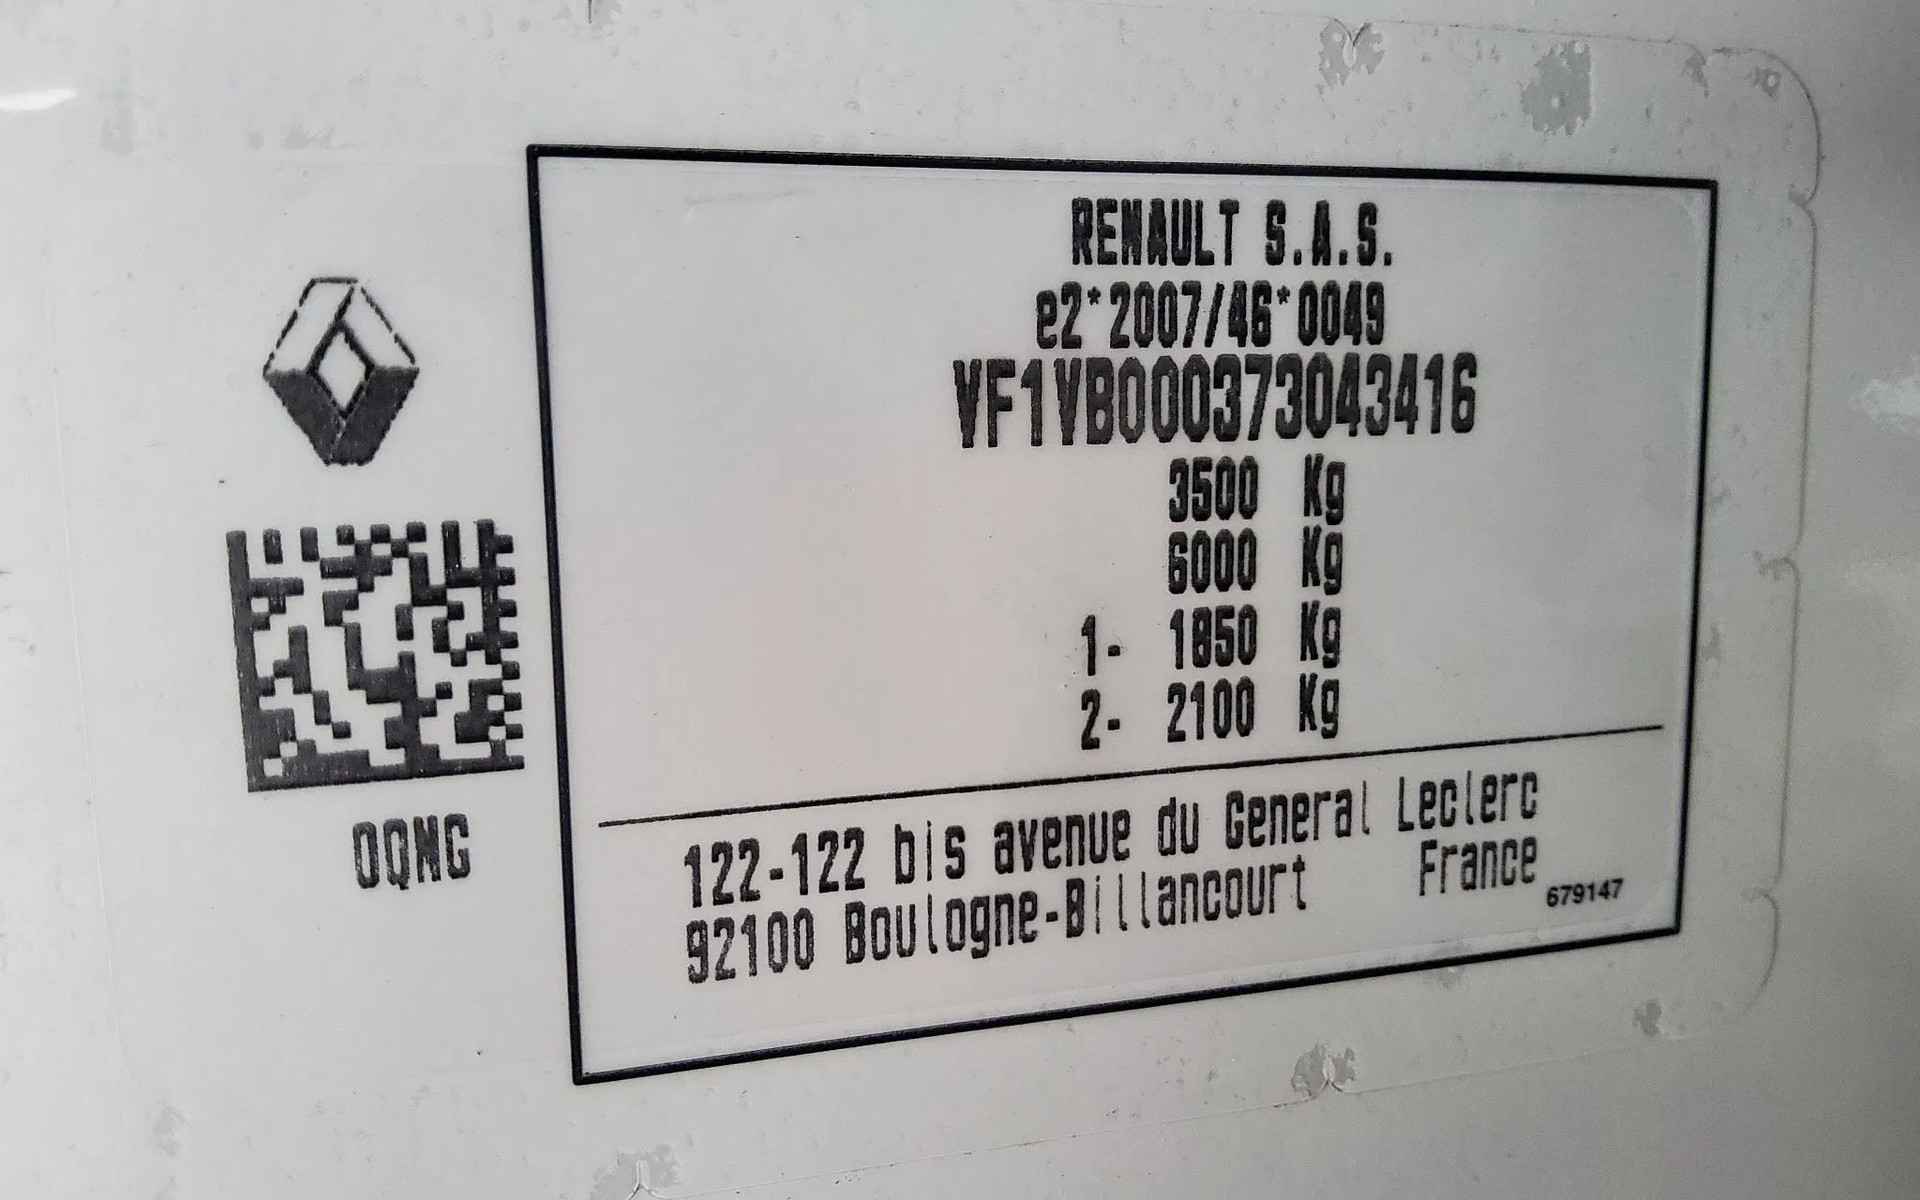 RENAULT S.A.S.
e2*2007/46*0049
VF1VB000373043416
3500 Kg
6000 Kg
1- 1850 Kg
2- 2100 Kg
0QNG
122-122 bis avenue du General Leclerc
92100 Boulogne-Billancourt France
679147